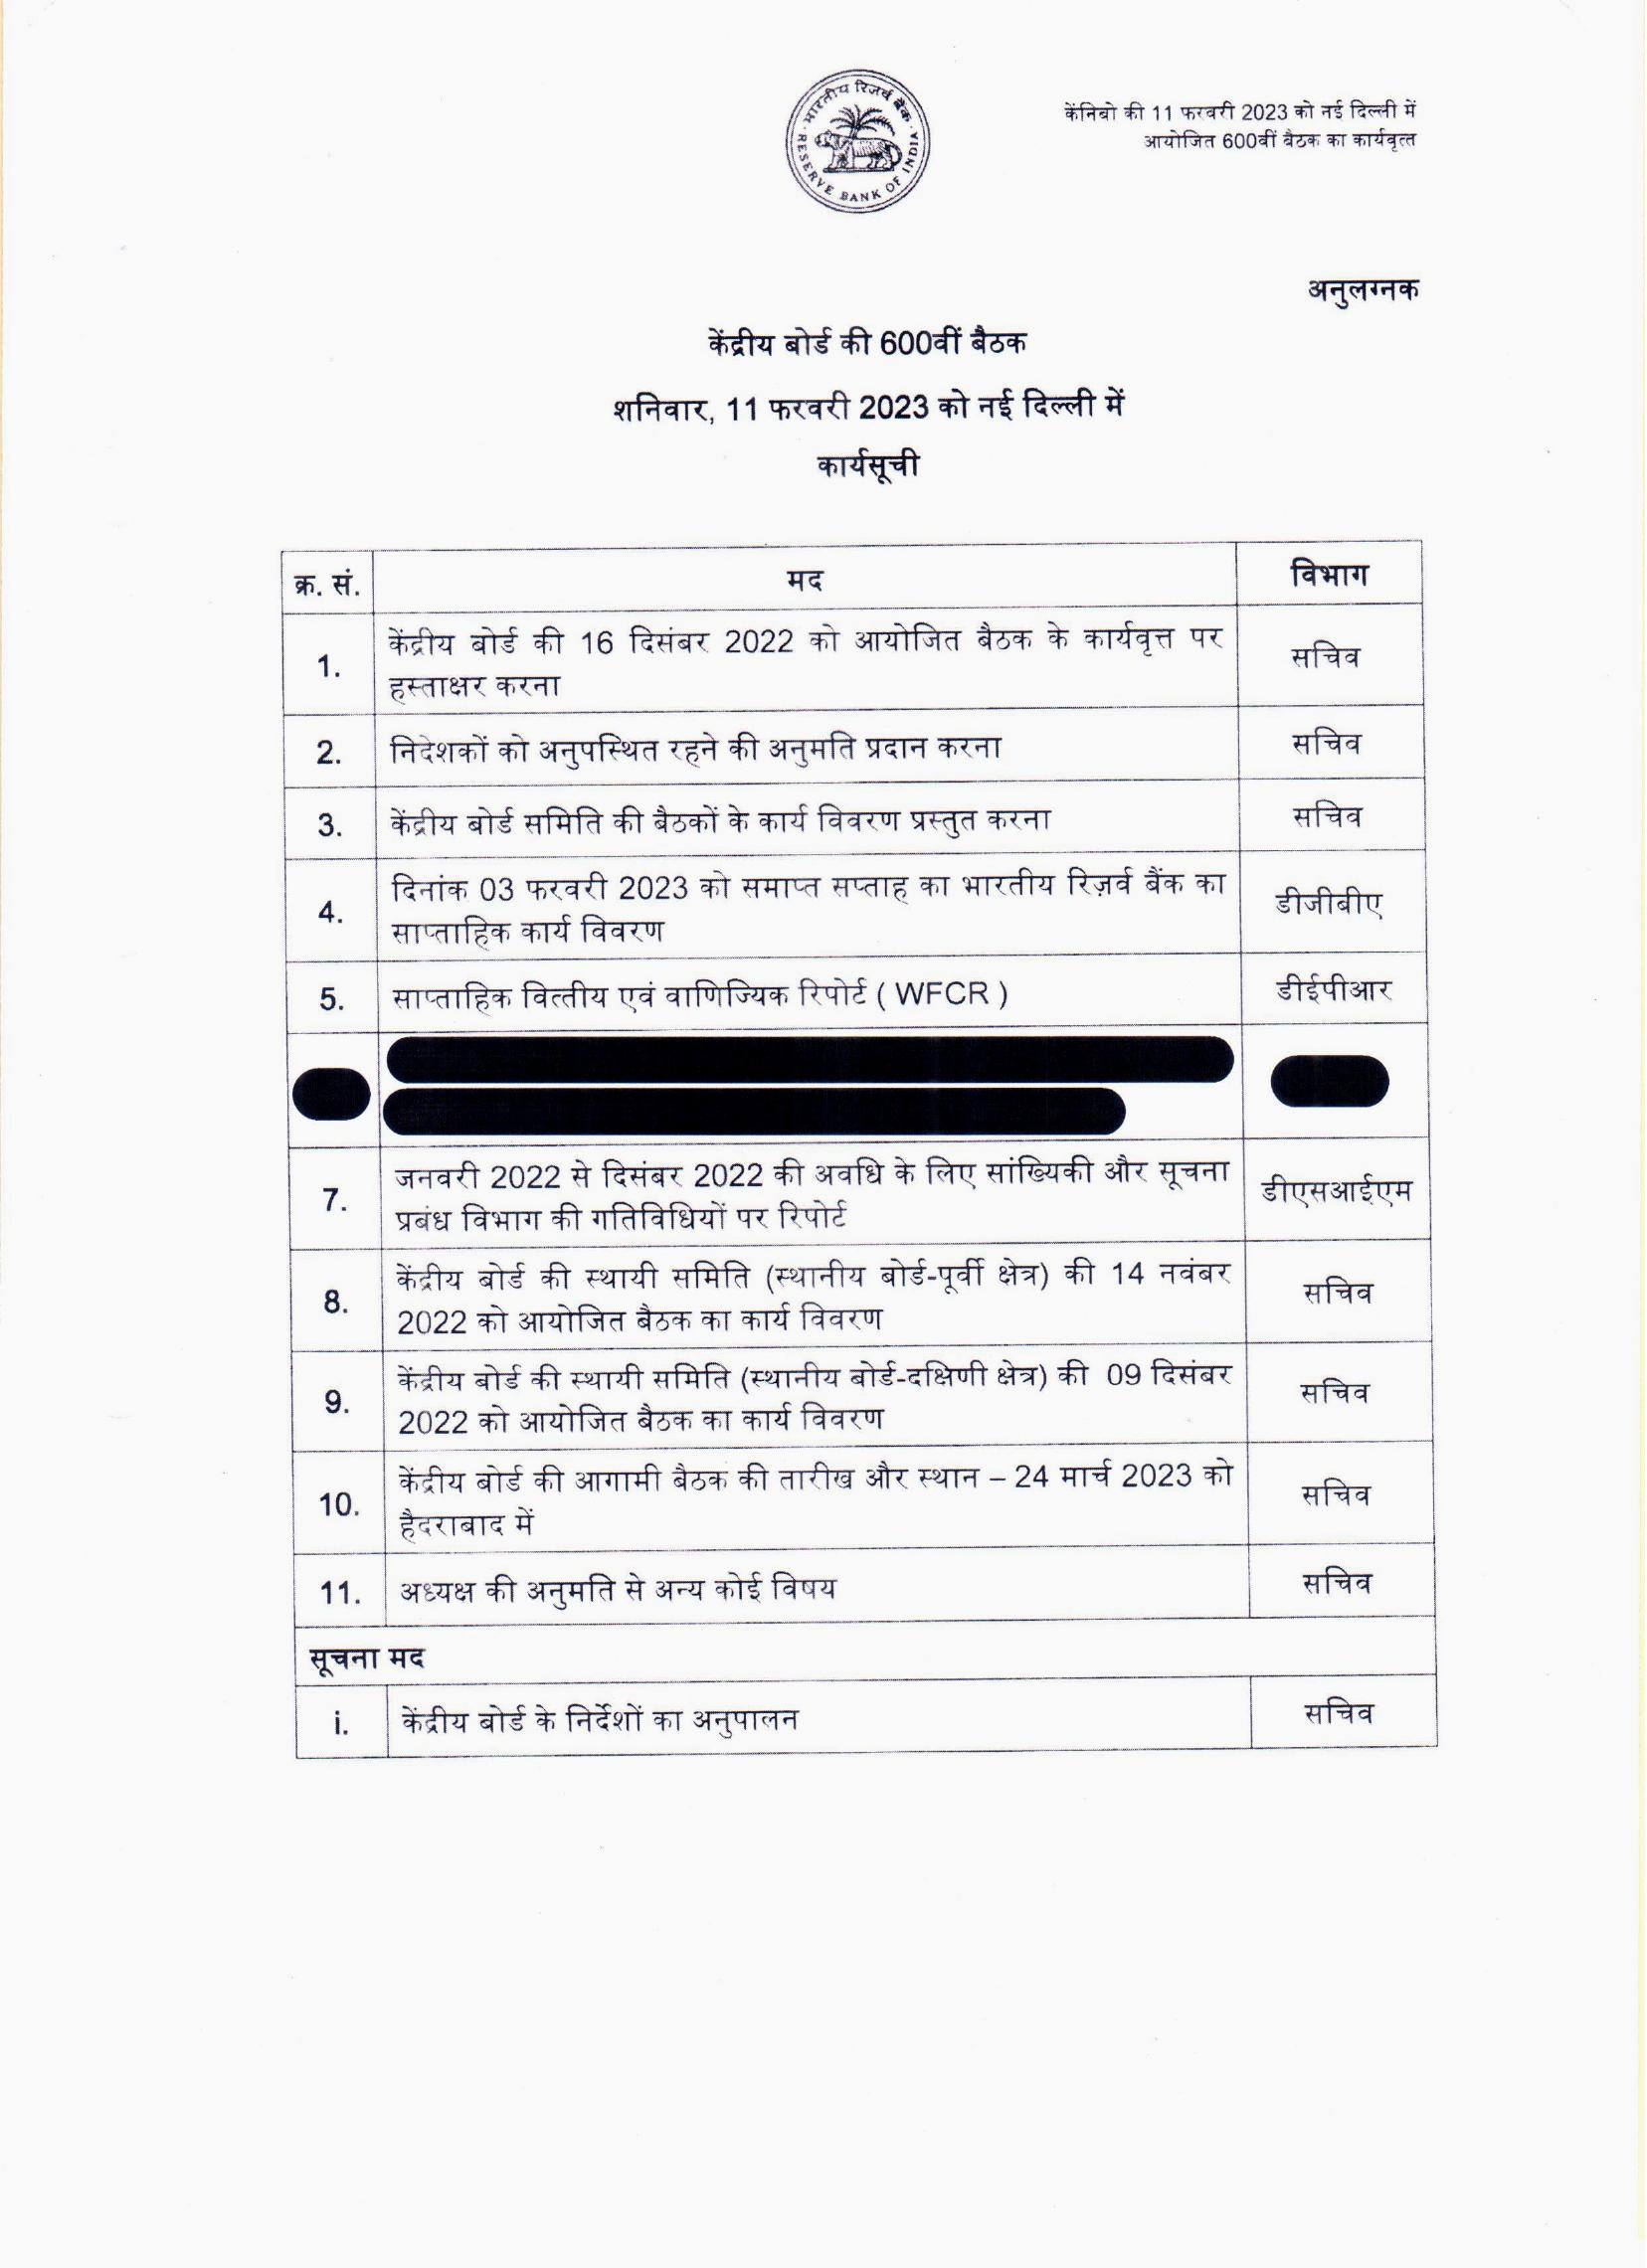 भारतीय रिज़र्व बैंक
RESERVE BANK OF INDIA
केंनिबो की 11 फरवरी 2023 को नई दिल्ली में
आयोजित 600वीं बैठक का कार्यवृत्त
अनुलग्नक
केंद्रीय बोर्ड की 600वीं बैठक
शनिवार, 11 फरवरी 2023 को नई दिल्ली में
कार्यसूची
क्र. सं. मद विभाग
1. केंद्रीय बोर्ड की 16 दिसंबर 2022 को आयोजित बैठक के कार्यवृत्त पर
हस्ताक्षर करना सचिव
2. निदेशकों को अनुपस्थित रहने की अनुमति प्रदान करना सचिव
3. केंद्रीय बोर्ड समिति की बैठकों के कार्य विवरण प्रस्तुत करना सचिव
4. दिनांक 03 फरवरी 2023 को समाप्त सप्ताह का भारतीय रिज़र्व बैंक का
साप्ताहिक कार्य विवरण डीजीबीए
5. साप्ताहिक वित्तीय एवं वाणिज्यिक रिपोर्ट ( WFCR ) डीईपीआर
7. जनवरी 2022 से दिसंबर 2022 की अवधि के लिए सांख्यिकी और सूचना
प्रबंध विभाग की गतिविधियों पर रिपोर्ट डीएसआईएम
8. केंद्रीय बोर्ड की स्थायी समिति (स्थानीय बोर्ड-पूर्वी क्षेत्र) की 14 नवंबर
2022 को आयोजित बैठक का कार्य विवरण सचिव
9. केंद्रीय बोर्ड की स्थायी समिति (स्थानीय बोर्ड-दक्षिणी क्षेत्र) की 09 दिसंबर
2022 को आयोजित बैठक का कार्य विवरण सचिव
10. केंद्रीय बोर्ड की आगामी बैठक की तारीख और स्थान – 24 मार्च 2023 को
हैदराबाद में सचिव
11. अध्यक्ष की अनुमति से अन्य कोई विषय सचिव
सूचना मद
i. केंद्रीय बोर्ड के निर्देशों का अनुपालन सचिव